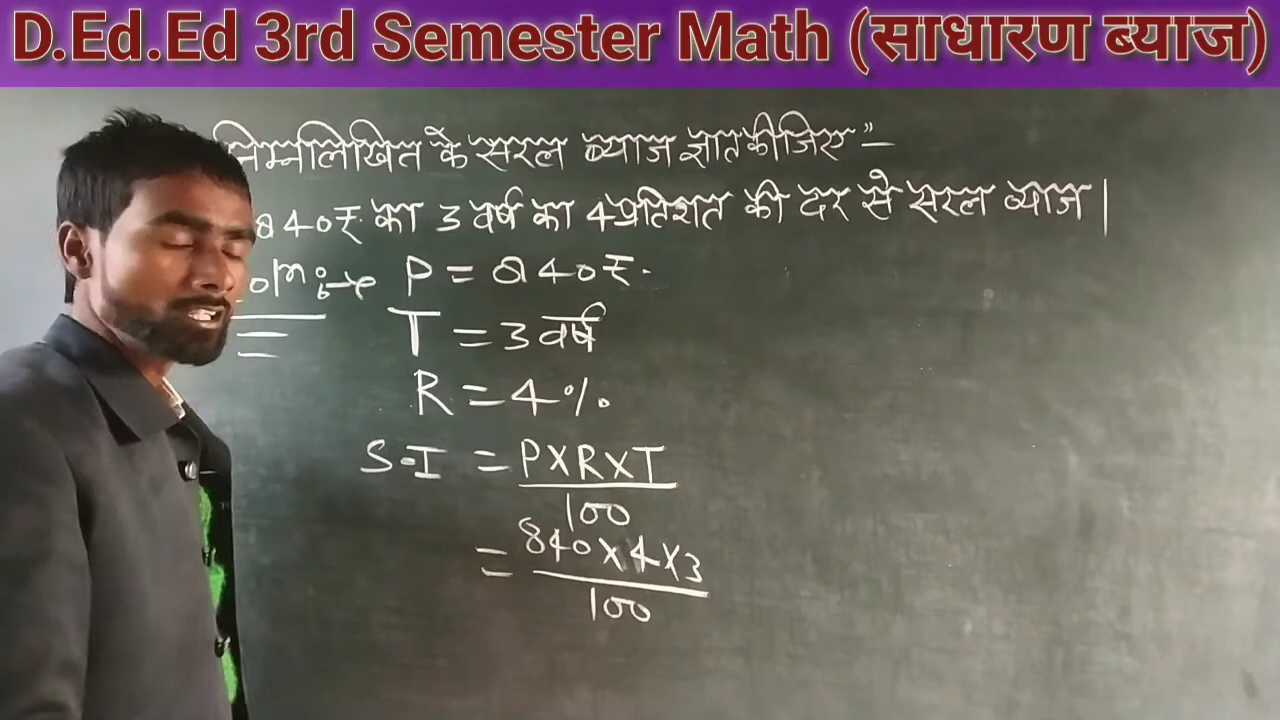 D.Ed.Ed 3rd Semester Math (साधारण ब्याज)
निम्नलिखित के सरल ब्याज ज्ञात कीजिए"–
840₹. का 3 वर्ष का 4 प्रतिशत की दर से सरल ब्याज |
P = 840₹.
T = 3 वर्ष
R = 4%
S.I = P×R×T
100
= 840×4×3
100